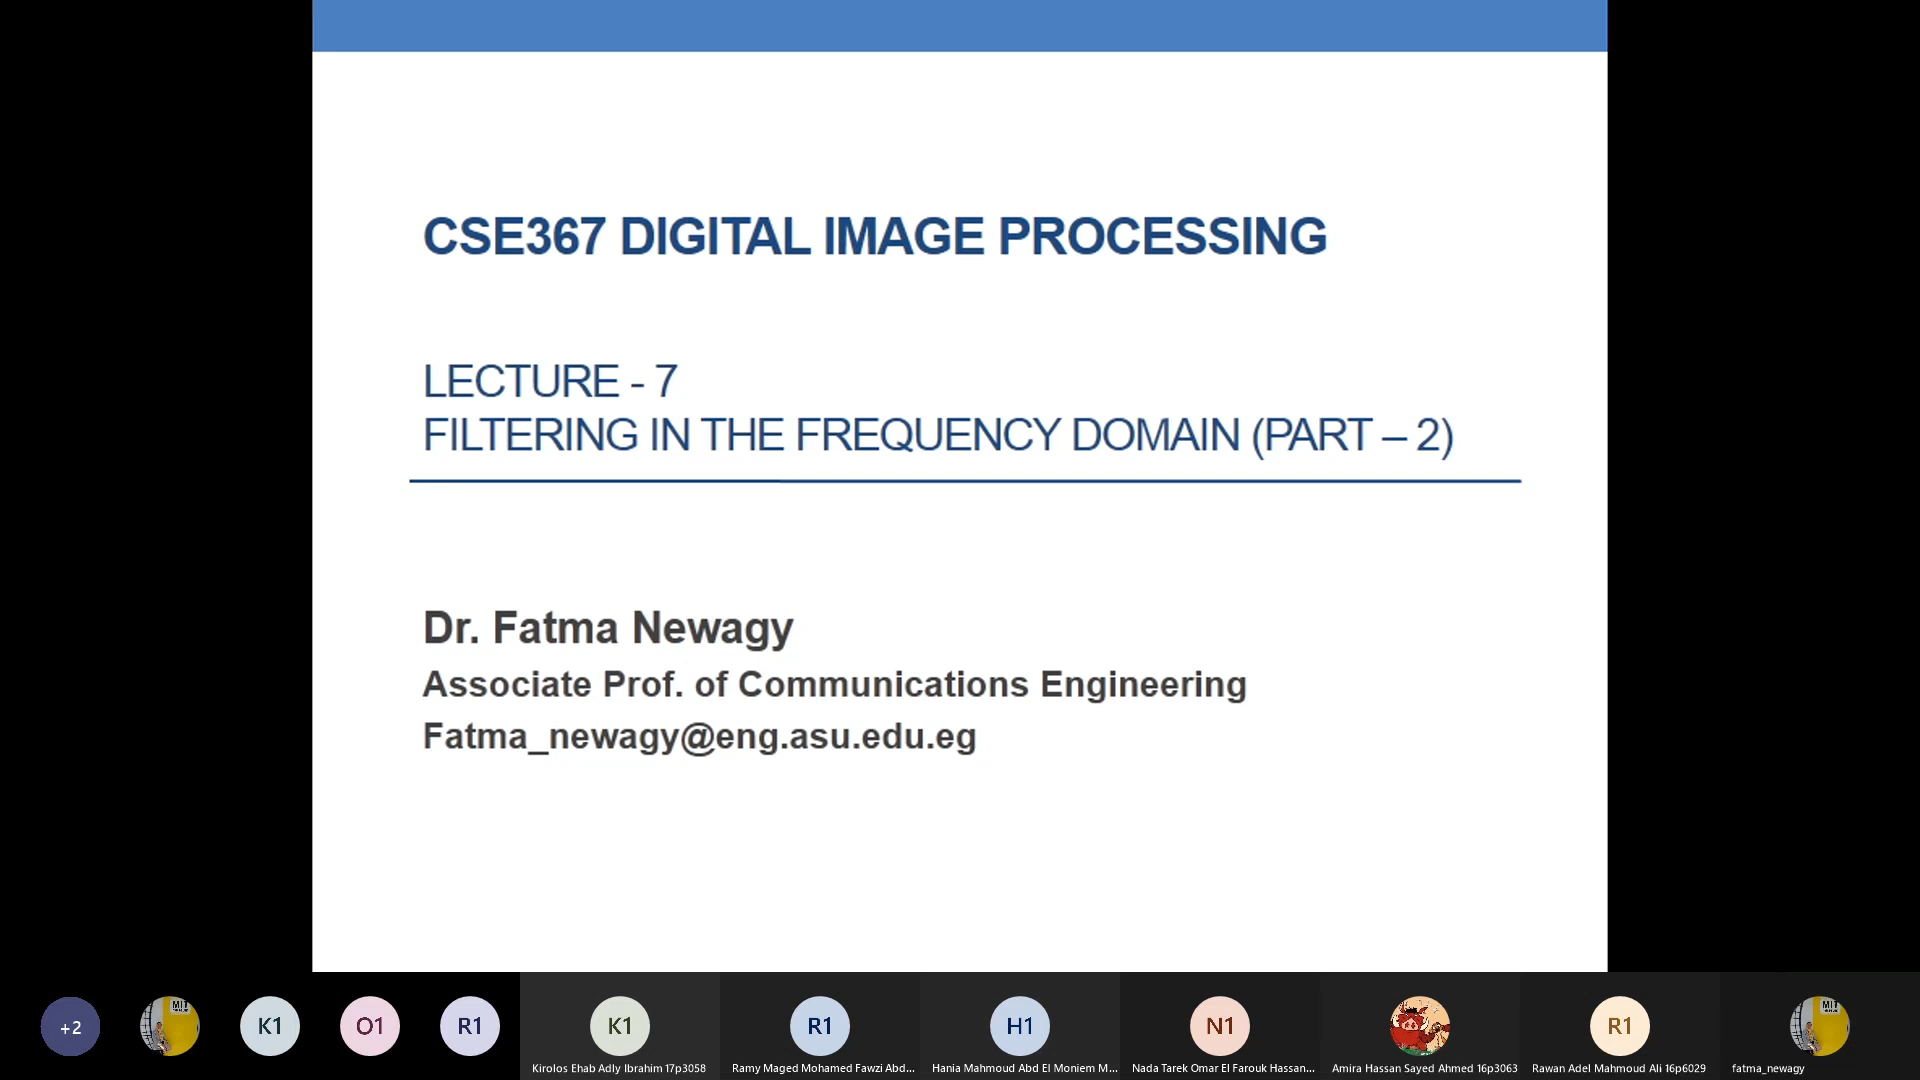 CSE367 DIGITAL IMAGE PROCESSING
LECTURE - 7
FILTERING IN THE FREQUENCY DOMAIN (PART – 2)
Dr. Fatma Newagy
Associate Prof. of Communications Engineering
Fatma_newagy@eng.asu.edu.eg
+2
MIT
K1
O1
R1
K1
R1
H1
N1
R1
MIT
Kirolos Ehab Adly Ibrahim 17p3058
Ramy Maged Mohamed Fawzi Abd...
Hania Mahmoud Abd El Moniem M...
Nada Tarek Omar El Farouk Hassan...
Amira Hassan Sayed Ahmed 16p3063
Rawan Adel Mahmoud Ali 16p6029
fatma_newagy